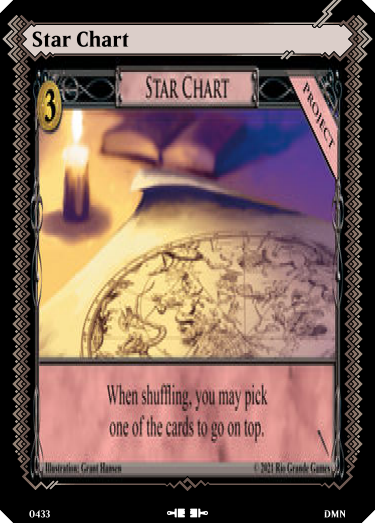 Star Chart
STAR CHART
3
PROJECT
When shuffling, you may pick
one of the cards to go on top.
Illustration: Grant Hansen © 2021 Rio Grande Games
0433 DMN